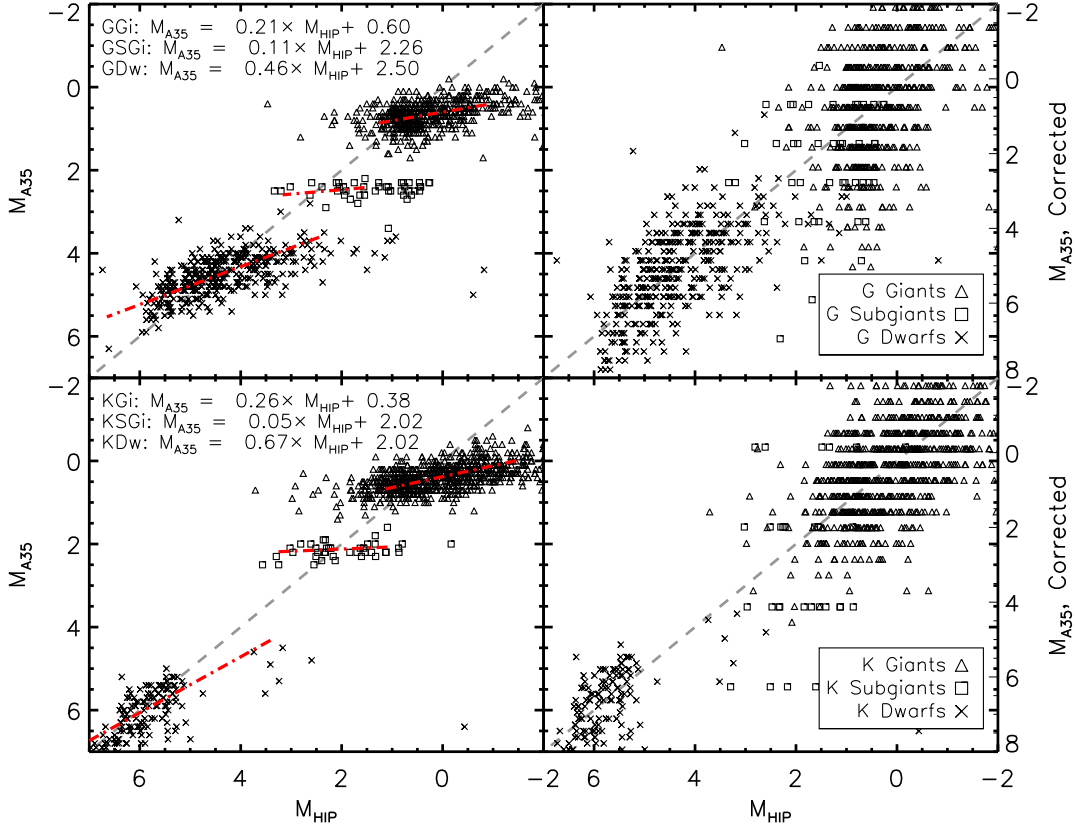 GGi: M_A35 = 0.21× M_HIP+ 0.60
GSGi: M_A35 = 0.11× M_HIP+ 2.26
GDw: M_A35 = 0.46× M_HIP+ 2.50
−2
0
2
4
6
M_A35
−2
0
2
4
6
8
M_A35, Corrected
G Giants
G Subgiants
G Dwarfs
KGi: M_A35 = 0.26× M_HIP+ 0.38
KSGi: M_A35 = 0.05× M_HIP+ 2.02
KDw: M_A35 = 0.67× M_HIP+ 2.02
−2
0
2
4
6
M_A35
−2
0
2
4
6
8
M_A35, Corrected
K Giants
K Subgiants
K Dwarfs
6 4 2 0 −2
M_HIP
6 4 2 0 −2
M_HIP